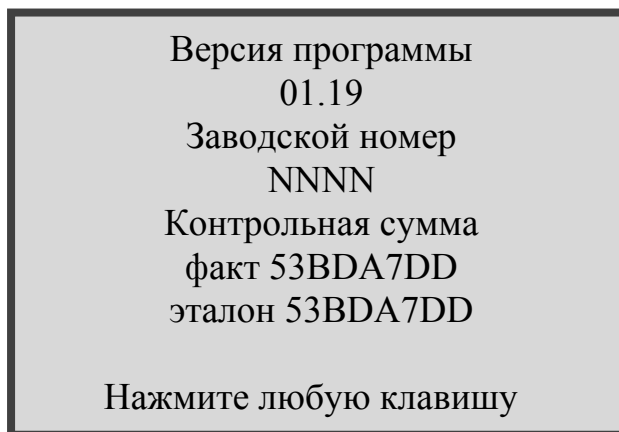 Версия программы
01.19
Заводской номер
NNNN
Контрольная сумма
факт 53BDA7DD
эталон 53BDA7DD
Нажмите любую клавишу